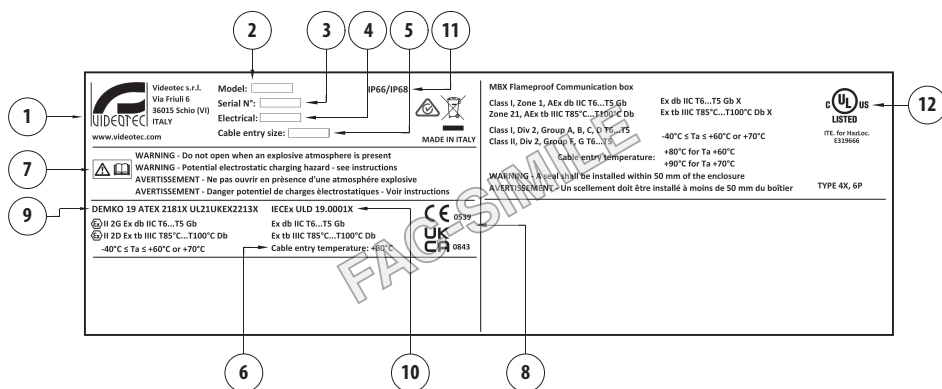 2
3
4
5
11
1
VIDEOTEC
www.videotec.com
Videotec s.r.l.
Via Friuli 6
36015 Schio (VI)
ITALY
Model:
Serial N°:
Electrical:
Cable entry size:
IP66/IP68
MADE IN ITALY
7
WARNING - Do not open when an explosive atmosphere is present
WARNING - Potential electrostatic charging hazard - see instructions
AVERTISSEMENT - Ne pas ouvrir en prèsence d'une atmosphére explosive
AVERTISSEMENT - Danger potentiel de charges èlectrostatiques - Voir instructions
9
DEMKO 19 ATEX 2181X UL21UKEX2213X
Ex II 2G Ex db IIC T6...T5 Gb
Ex II 2D Ex tb IIIC T85°C...T100°C Db
-40°C ≤ Ta ≤ +60°C or +70°C
IECEx ULD 19.0001X
Ex db IIC T6...T5 Gb
Ex tb IIIC T85°C...T100°C Db
Cable entry temperature: +80°C
CE 0539
UK CA 0843
MBX Flameproof Communication box
Class I, Zone 1, AEx db IIC T6...T5 Gb
Zone 21, AEx tb IIIC T85°C...T100°C Db
Ex db IIC T6...T5 Gb X
Ex tb IIIC T85°C...T100°C Db X
Class I, Div 2, Group A, B, C, D T6...T5
Class II, Div 2, Group F, G T6...T5
-40°C ≤ Ta ≤ +60°C or +70°C
Cable entry temperature:
+80°C for Ta +60°C
+90°C for Ta +70°C
WARNING - A seal shall be installed within 50 mm of the enclosure
AVERTISSEMENT - Un scellement doit être installé à moins de 50 mm du boîtier
C UL US
LISTED
ITE. for HazLoc.
E319666
TYPE 4X, 6P
12
FAC-SIMILE
6
10
8